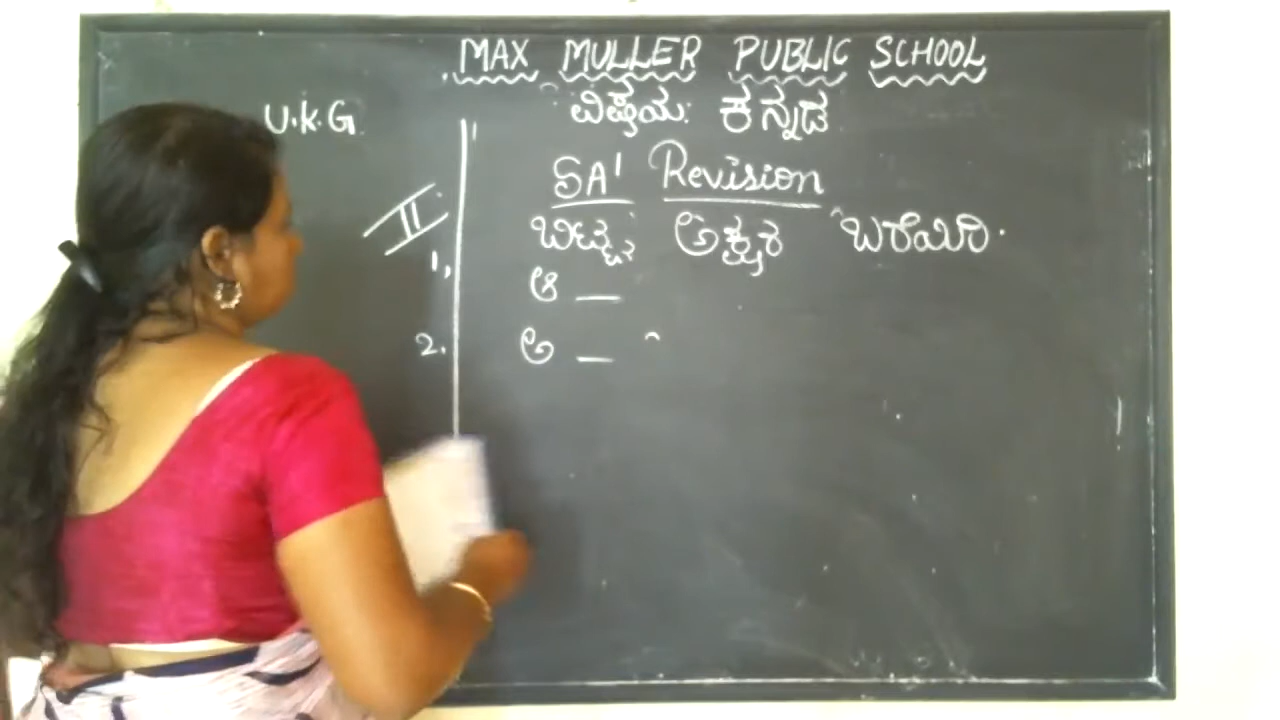 MAX MULLER PUBLIC SCHOOL
U.K.G
ವಿಷಯ: ಕನ್ನಡ
SA1 Revision
II. ಬಿಟ್ಟ ಅಕ್ಷರ ಬರೆಯಿರಿ.
1, ಆ __
2. ಅ __